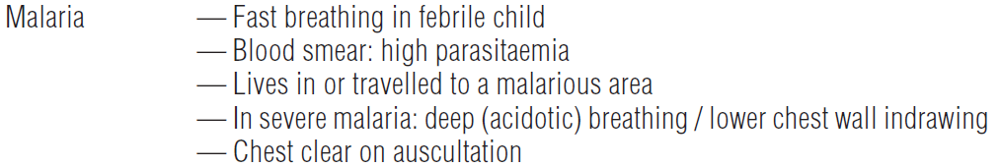 Malaria — Fast breathing in febrile child
— Blood smear: high parasitaemia
— Lives in or travelled to a malarious area
— In severe malaria: deep (acidotic) breathing / lower chest wall indrawing
— Chest clear on auscultation